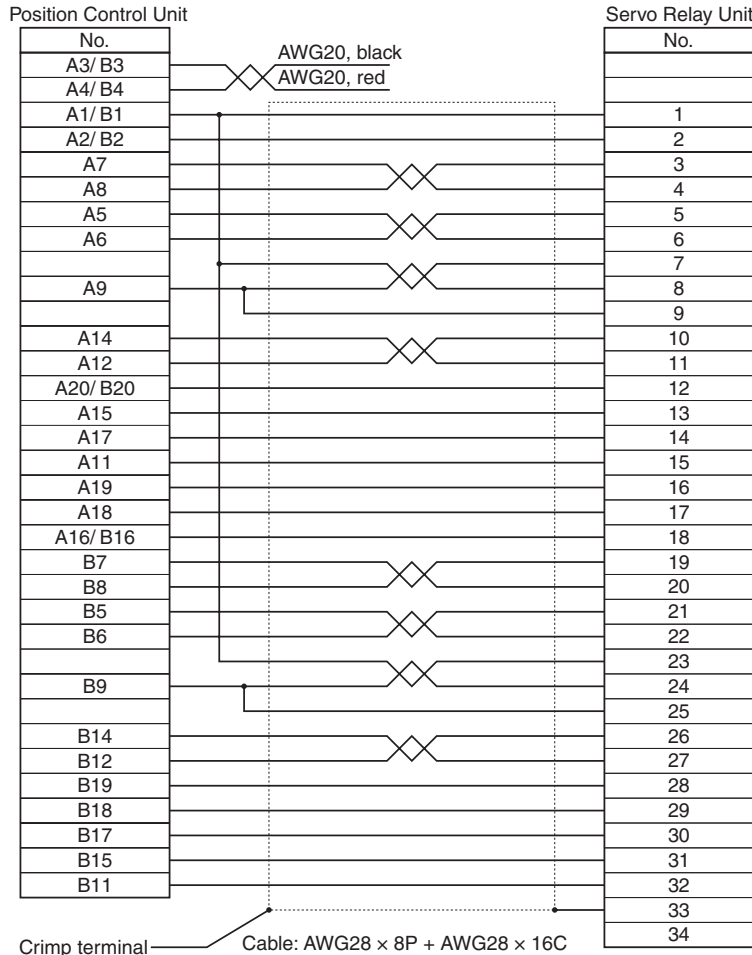 Position Control Unit Servo Relay Unit
No. No.
A3/ B3 AWG20, black
A4/ B4 AWG20, red
A1/ B1 1
A2/ B2 2
A7 3
A8 4
A5 5
A6 6
7
A9 8
9
A14 10
A12 11
A20/ B20 12
A15 13
A17 14
A11 15
A19 16
A18 17
A16/ B16 18
B7 19
B8 20
B5 21
B6 22
23
B9 24
25
B14 26
B12 27
B19 28
B18 29
B17 30
B15 31
B11 32
33
34
Crimp terminal Cable: AWG28 × 8P + AWG28 × 16C